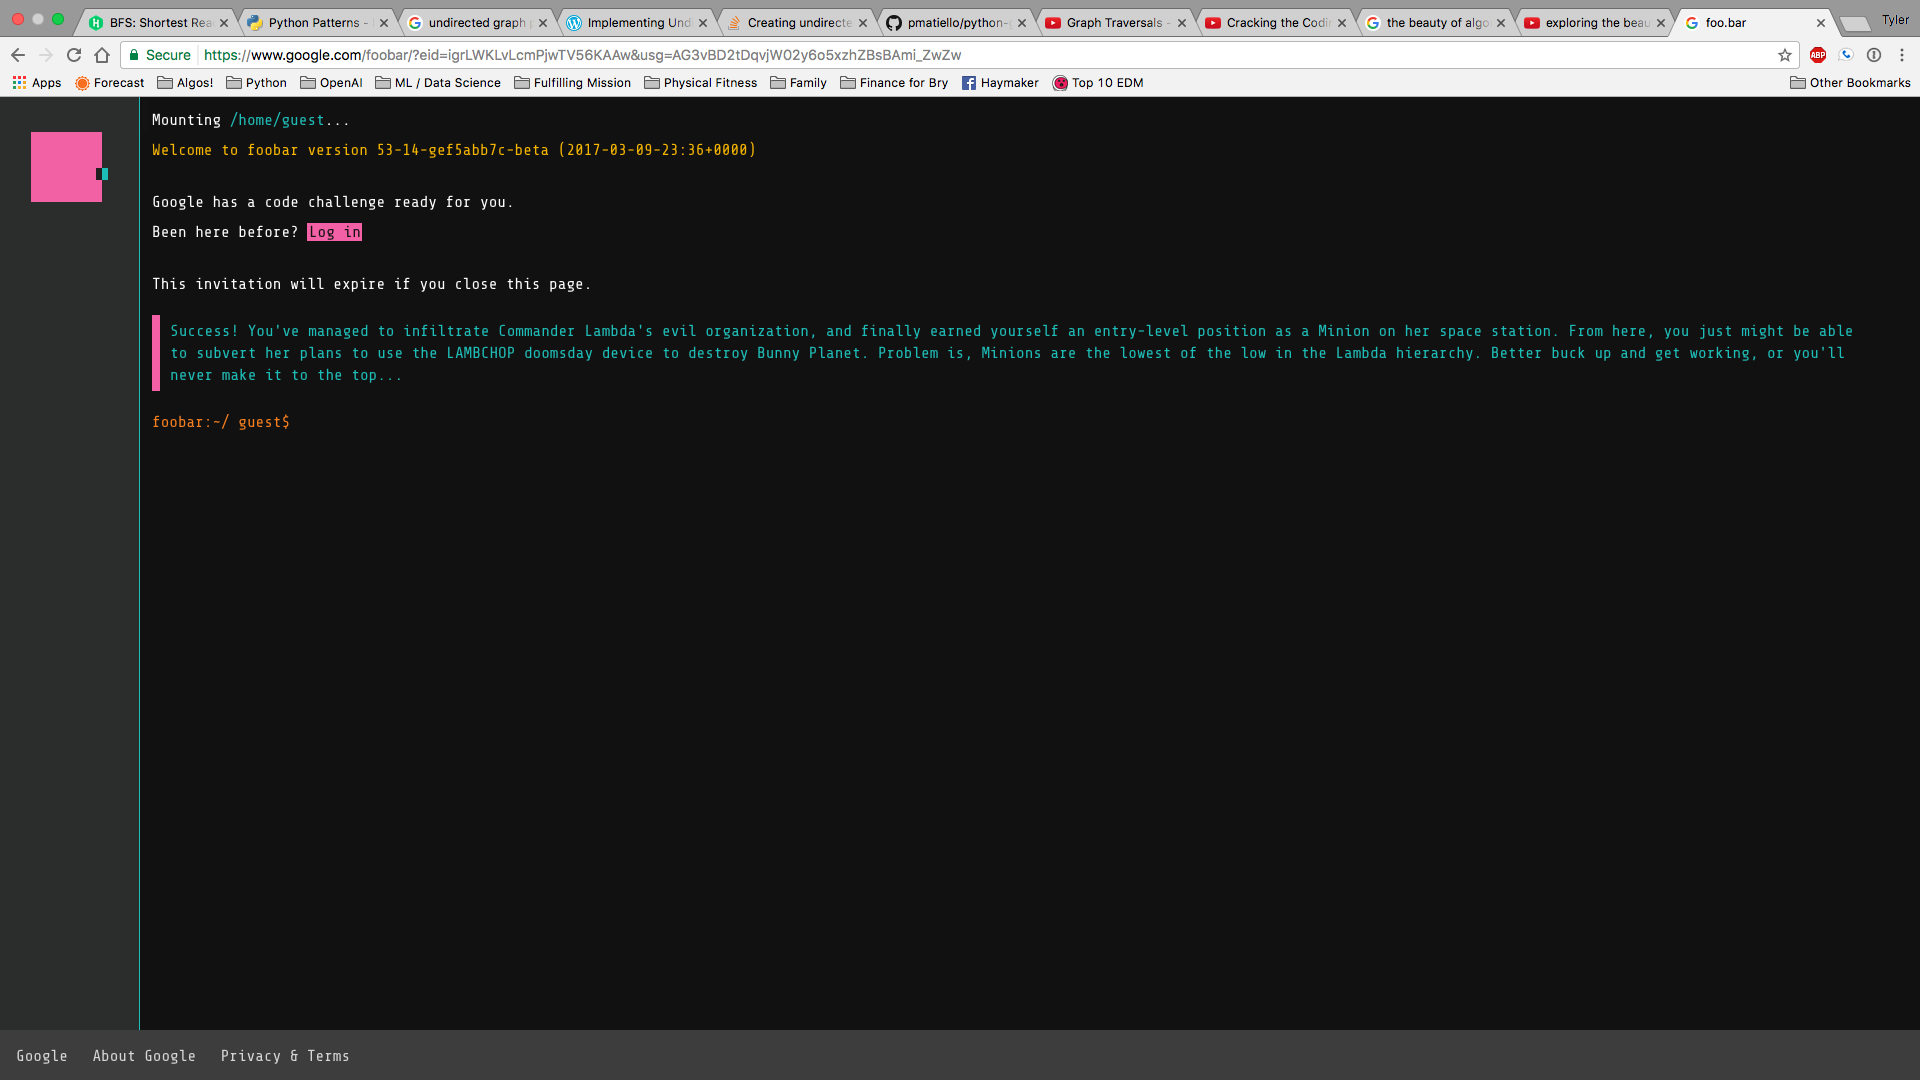 BFS: Shortest Rea
Python Patterns -
undirected graph
Implementing Und
Creating undirecte
pmatiello/python-g
Graph Traversals -
Cracking the Codi
the beauty of algo
exploring the beau
foo.bar
Tyler
Secure
https://www.google.com/foobar/?eid=igrLWKLvLcmPjwTV56KAAw&usg=AG3vBD2tDqvjW02y6o5xzhZBsBAmi_ZwZw
ABP
Apps
Forecast
Algos!
Python
OpenAI
ML / Data Science
Fulfilling Mission
Physical Fitness
Family
Finance for Bry
Haymaker
Top 10 EDM
Other Bookmarks
Mounting /home/guest...
Welcome to foobar version 53-14-gef5abb7c-beta (2017-03-09-23:36+0000)
Google has a code challenge ready for you.
Been here before? Log in
This invitation will expire if you close this page.
Success! You've managed to infiltrate Commander Lambda's evil organization, and finally earned yourself an entry-level position as a Minion on her space station. From here, you just might be able
to subvert her plans to use the LAMBCHOP doomsday device to destroy Bunny Planet. Problem is, Minions are the lowest of the low in the Lambda hierarchy. Better buck up and get working, or you'll
never make it to the top...
foobar:~/ guest$
Google
About Google
Privacy & Terms